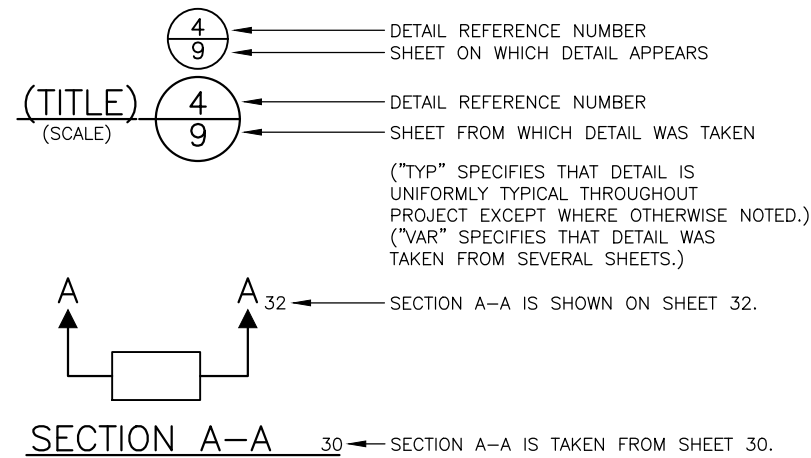 4 DETAIL REFERENCE NUMBER
9 SHEET ON WHICH DETAIL APPEARS
(TITLE) 4 DETAIL REFERENCE NUMBER
(SCALE) 9 SHEET FROM WHICH DETAIL WAS TAKEN
("TYP" SPECIFIES THAT DETAIL IS
UNIFORMLY TYPICAL THROUGHOUT
PROJECT EXCEPT WHERE OTHERWISE NOTED.)
("VAR" SPECIFIES THAT DETAIL WAS
TAKEN FROM SEVERAL SHEETS.)
A A 32 SECTION A-A IS SHOWN ON SHEET 32.
SECTION A-A 30 SECTION A-A IS TAKEN FROM SHEET 30.